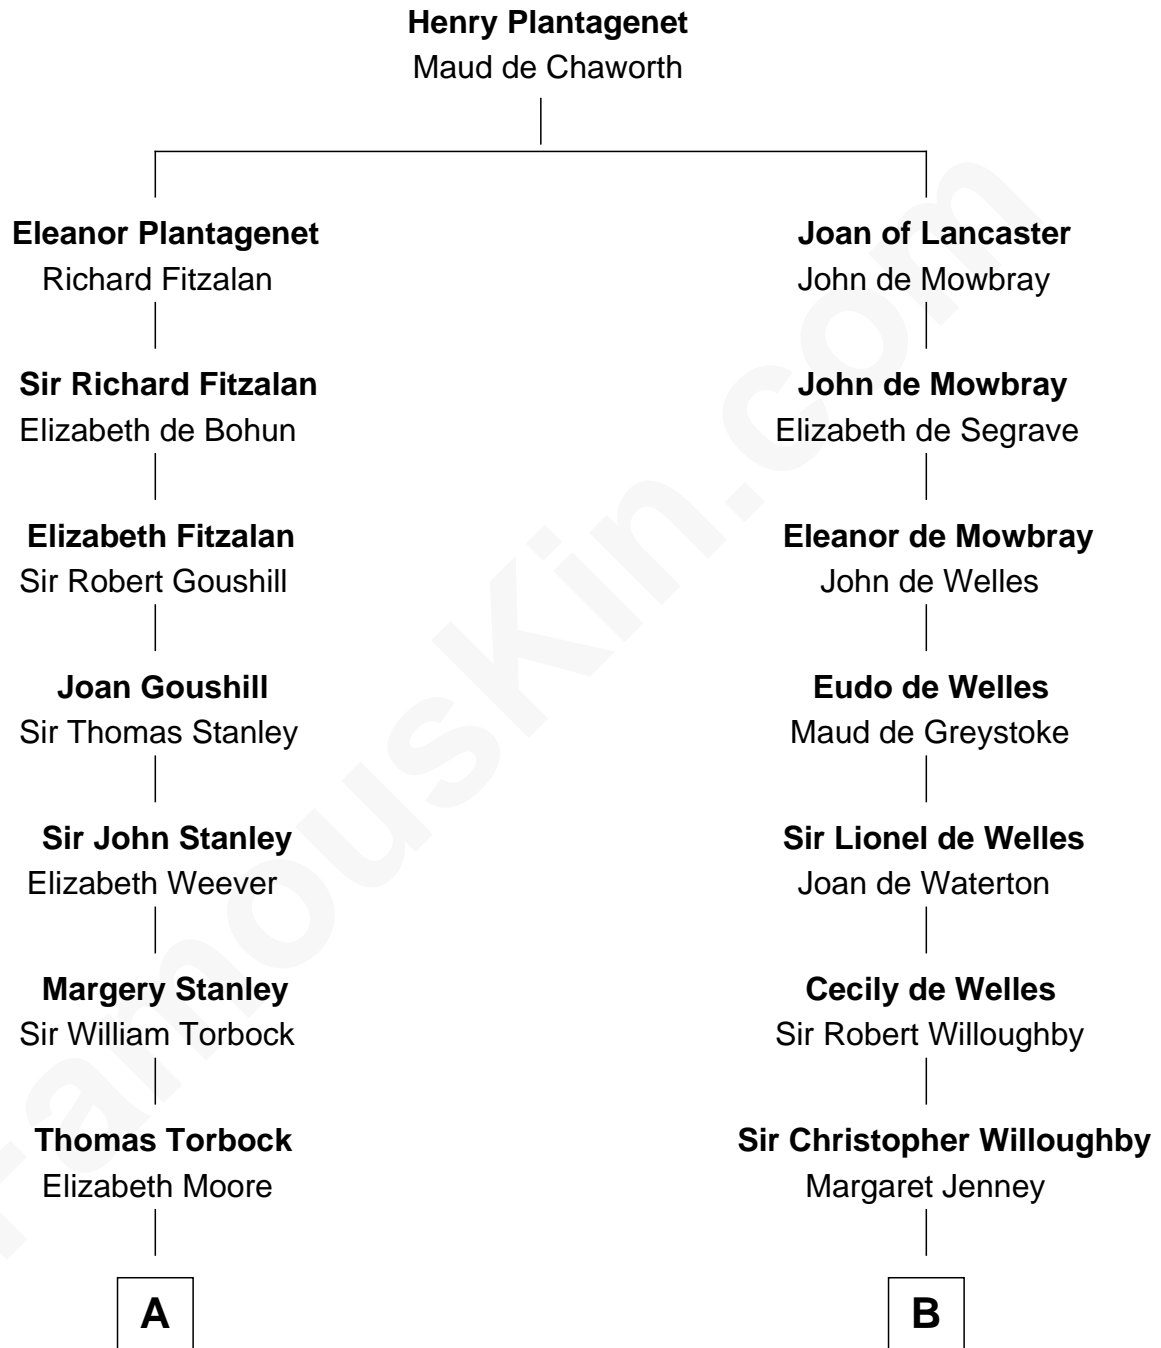 Henry Plantagenet
Maud de Chaworth
Eleanor Plantagenet
Richard Fitzalan
Joan of Lancaster
John de Mowbray
Sir Richard Fitzalan
Elizabeth de Bohun
John de Mowbray
Elizabeth de Segrave
Elizabeth Fitzalan
Sir Robert Goushill
Eleanor de Mowbray
John de Welles
Joan Goushill
Sir Thomas Stanley
Eudo de Welles
Maud de Greystoke
Sir John Stanley
Elizabeth Weever
Sir Lionel de Welles
Joan de Waterton
Margery Stanley
Sir William Torbock
Cecily de Welles
Sir Robert Willoughby
Thomas Torbock
Elizabeth Moore
Sir Christopher Willoughby
Margaret Jenney
A
B
FamousKin.com